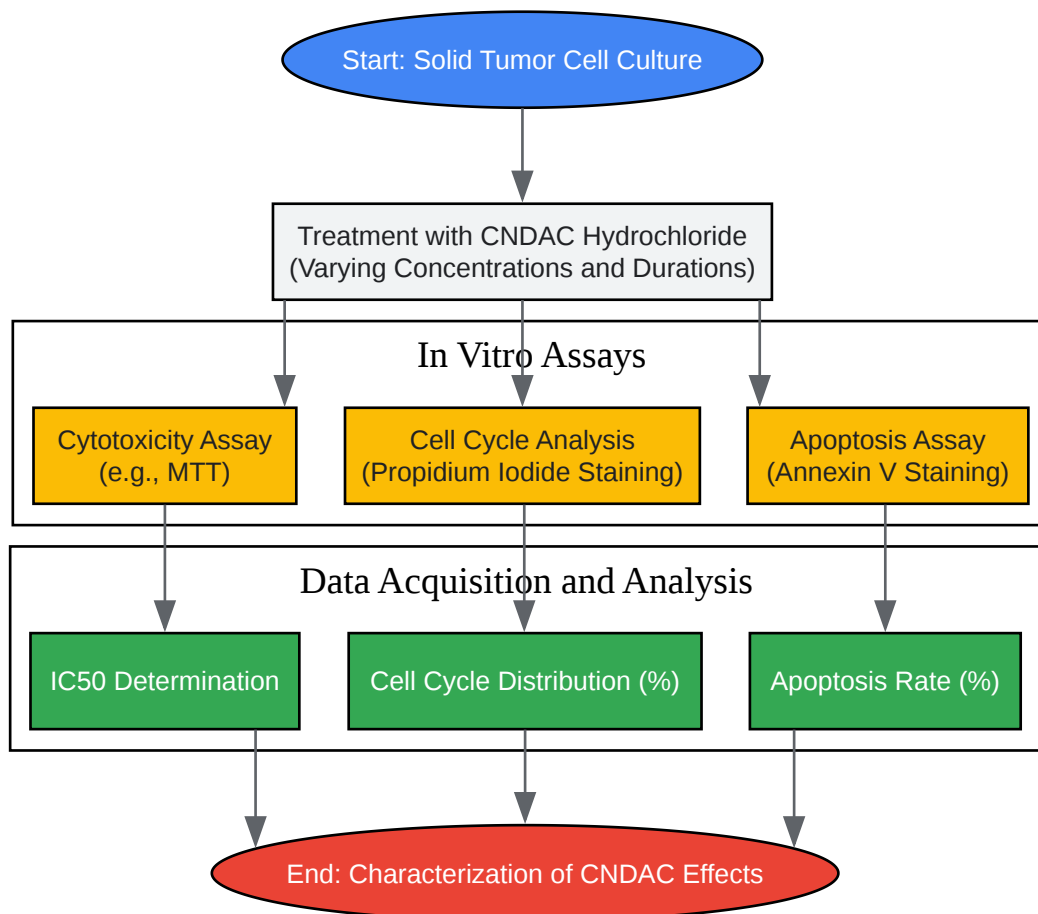 Start: Solid Tumor Cell Culture
Treatment with CNDAC Hydrochloride
(Varying Concentrations and Durations)
In Vitro Assays
Cytotoxicity Assay
(e.g., MTT)
Cell Cycle Analysis
(Propidium Iodide Staining)
Apoptosis Assay
(Annexin V Staining)
Data Acquisition and Analysis
IC50 Determination
Cell Cycle Distribution (%)
Apoptosis Rate (%)
End: Characterization of CNDAC Effects